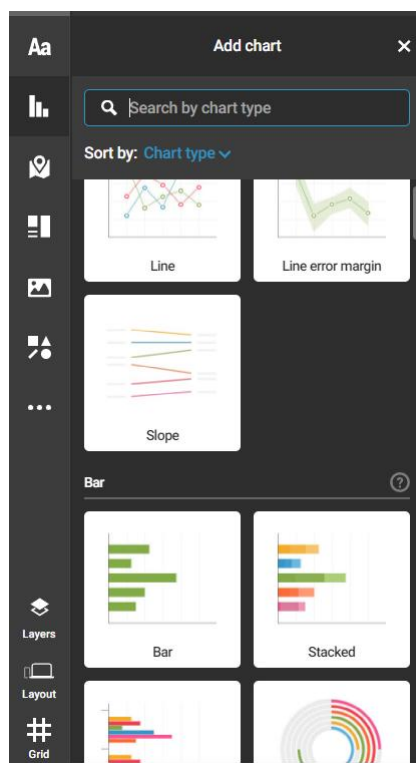 Aa
Add chart
Search by chart type
Sort by: Chart type
Line
Line error margin
Slope
Bar
?
Bar
Stacked
Layers
Layout
Grid